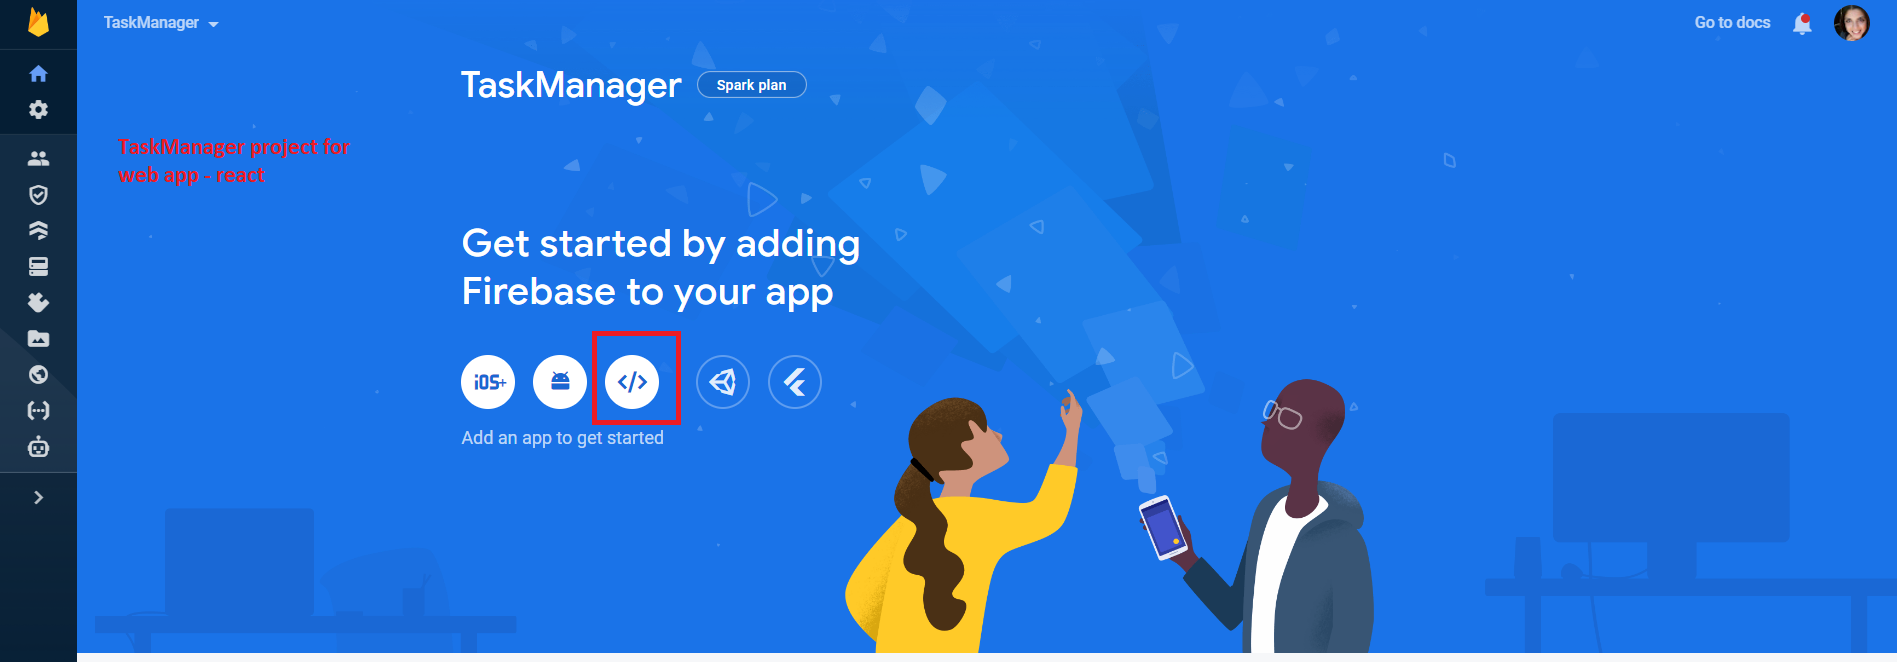 TaskManager
Go to docs
TaskManager
Spark plan
TaskManager project for
web app - react
Get started by adding
Firebase to your app
iOS+
</>
Add an app to get started